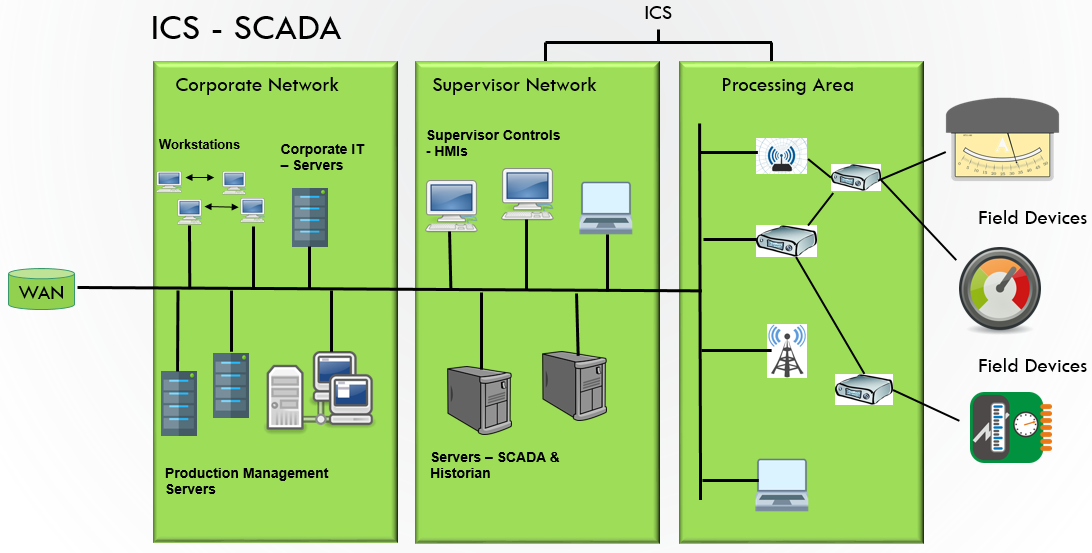 ICS - SCADA
ICS
Corporate Network
Supervisor Network
Processing Area
Workstations
Corporate IT
– Servers
Supervisor Controls
- HMIs
A
Field Devices
WAN
Field Devices
Production Management
Servers
Servers – SCADA &
Historian